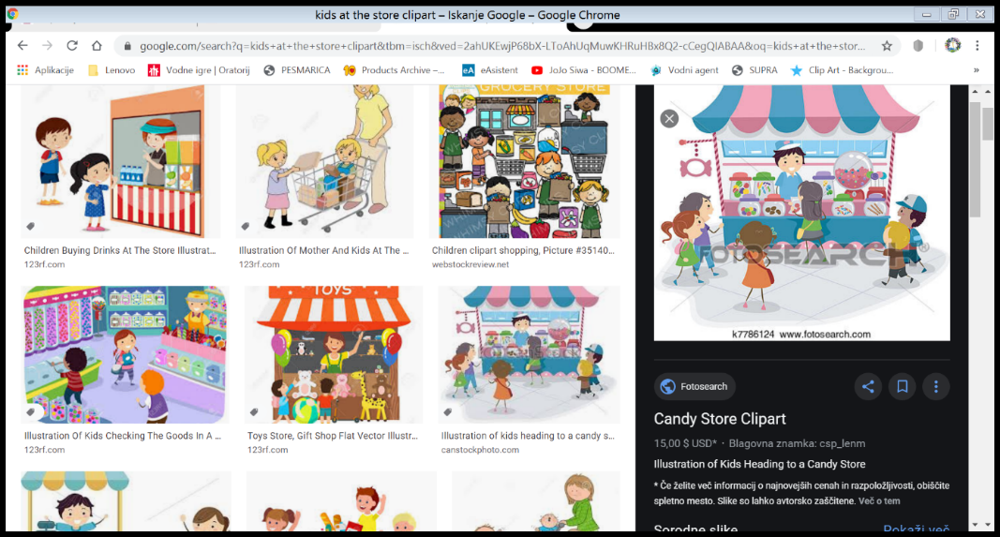 kids at the store clipart – Iskanje Google – Google Chrome
google.com/search?q=kids+at+the+store+clipart&tbm=isch&ved=2ahUKEwjP68bX-LToAhUqMuwKHRuHBx8Q2-cCegQIABAA&oq=kids+at+the+stor...
Aplikacije Lenovo Vodne igre | Oratorij PESMARICA Products Archive –... eA eAsistent JoJo Siwa - BOOME... Vodni agent SUPRA Clip Art - Backgrou... »
GROCERY STORE
Children Buying Drinks At The Store Illustrat...
123rf.com
Illustration Of Mother And Kids At The ...
123rf.com
Children clipart shopping, Picture #35140...
webstockreview.net
TOYS
Illustration Of Kids Checking The Goods In A ...
123rf.com
Toys Store, Gift Shop Flat Vector Illustr...
123rf.com
Illustration of kids heading to a candy s...
canstockphoto.com
FOTOSEARCH®
k7786124 www.fotosearch.com
Fotosearch
Candy Store Clipart
15,00 $ USD* · Blagovna znamka: csp_lenm
Illustration of Kids Heading to a Candy Store
* Če želite več informacij o najnovejših cenah in razpoložljivosti, obiščite
spletno mesto. Slike so lahko avtorsko zaščitene. Več o tem
Sorodne slike
Pokaži več